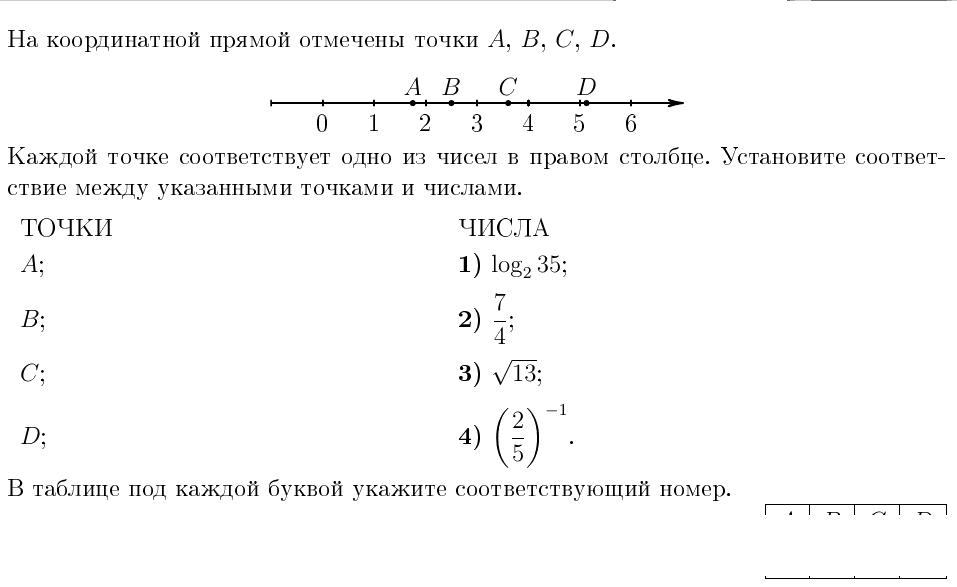 На координатной прямой отмечены точки A, B, C, D.
A B C D
0 1 2 3 4 5 6
Каждой точке соответствует одно из чисел в правом столбце. Установите соответ-
ствие между указанными точками и числами.
ТОЧКИ ЧИСЛА
A; 1) log₂ 35;
B; 2) 7/4;
C; 3) √13;
D; 4) (2/5)⁻¹.
В таблице под каждой буквой укажите соответствующий номер.